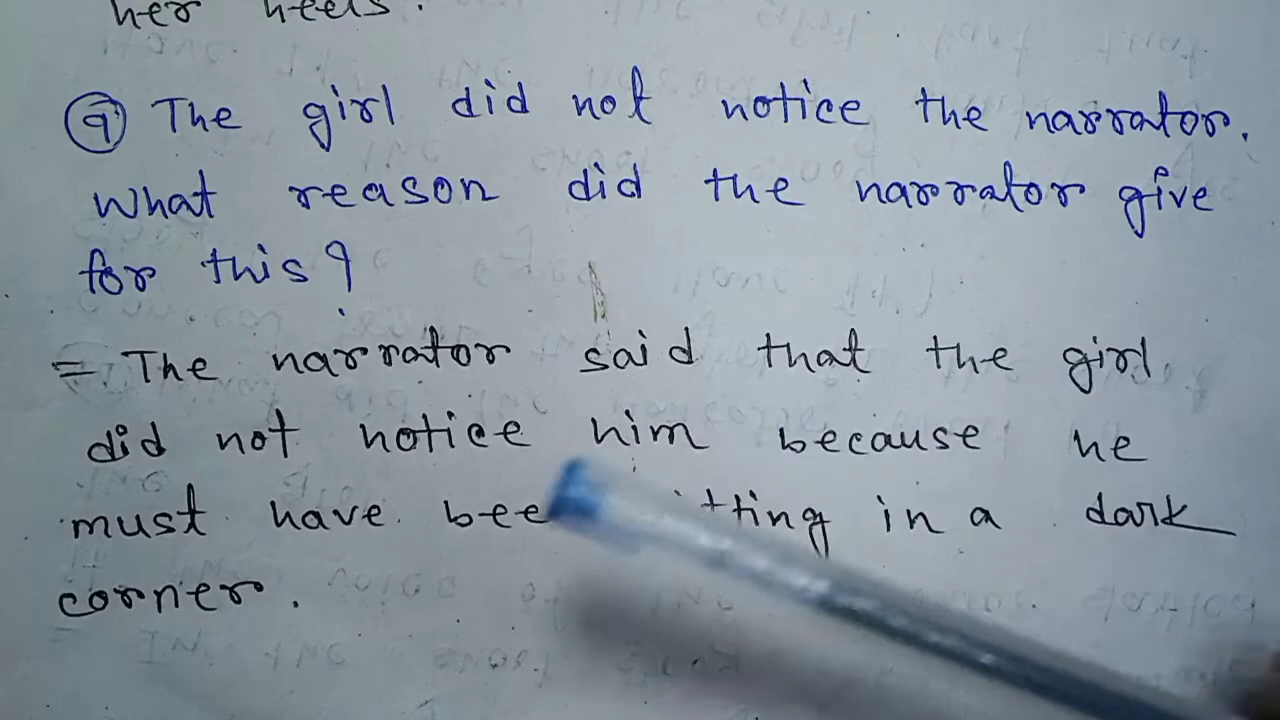 her heels.
9 The girl did not notice the narrator.
What reason did the narrator give
for this?
= The narrator said that the girl
did not notice him because he
must have in a dark
corner.